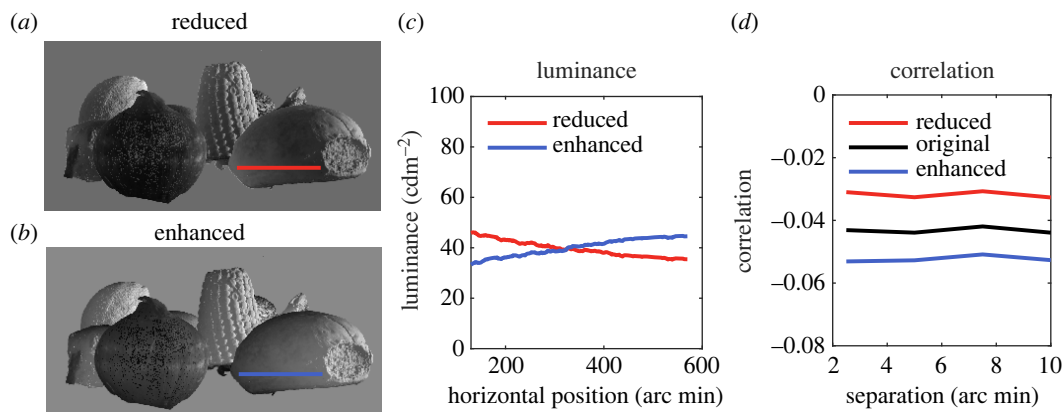 (a)
reduced
(b)
enhanced
(c)
luminance
100
80
60
40
20
0
luminance (cdm−2)
reduced
enhanced
200
400
600
horizontal position (arc min)
(d)
correlation
0
−0.02
−0.04
−0.06
−0.08
correlation
reduced
original
enhanced
2
4
6
8
10
separation (arc min)